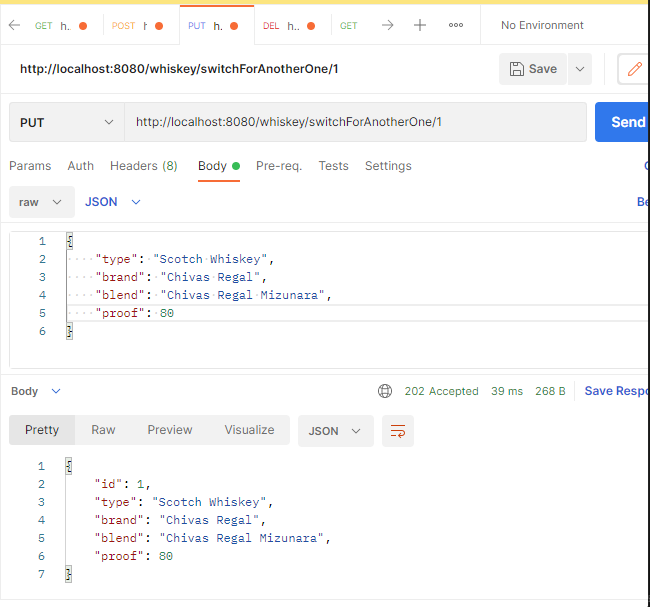 GET h. POST h PUT h. DEL h.. GET No Environment
http://localhost:8080/whiskey/switchForAnotherOne/1 Save
PUT http://localhost:8080/whiskey/switchForAnotherOne/1 Send
Params Auth Headers (8) Body Pre-req. Tests Settings
raw JSON Be
1 {
2 "type": "Scotch Whiskey",
3 "brand": "Chivas Regal",
4 "blend": "Chivas Regal Mizunara",
5 "proof": 80
6 }
Body 202 Accepted 39 ms 268 B Save Respo
Pretty Raw Preview Visualize JSON
1 {
2 "id": 1,
3 "type": "Scotch Whiskey",
4 "brand": "Chivas Regal",
5 "blend": "Chivas Regal Mizunara",
6 "proof": 80
7 }